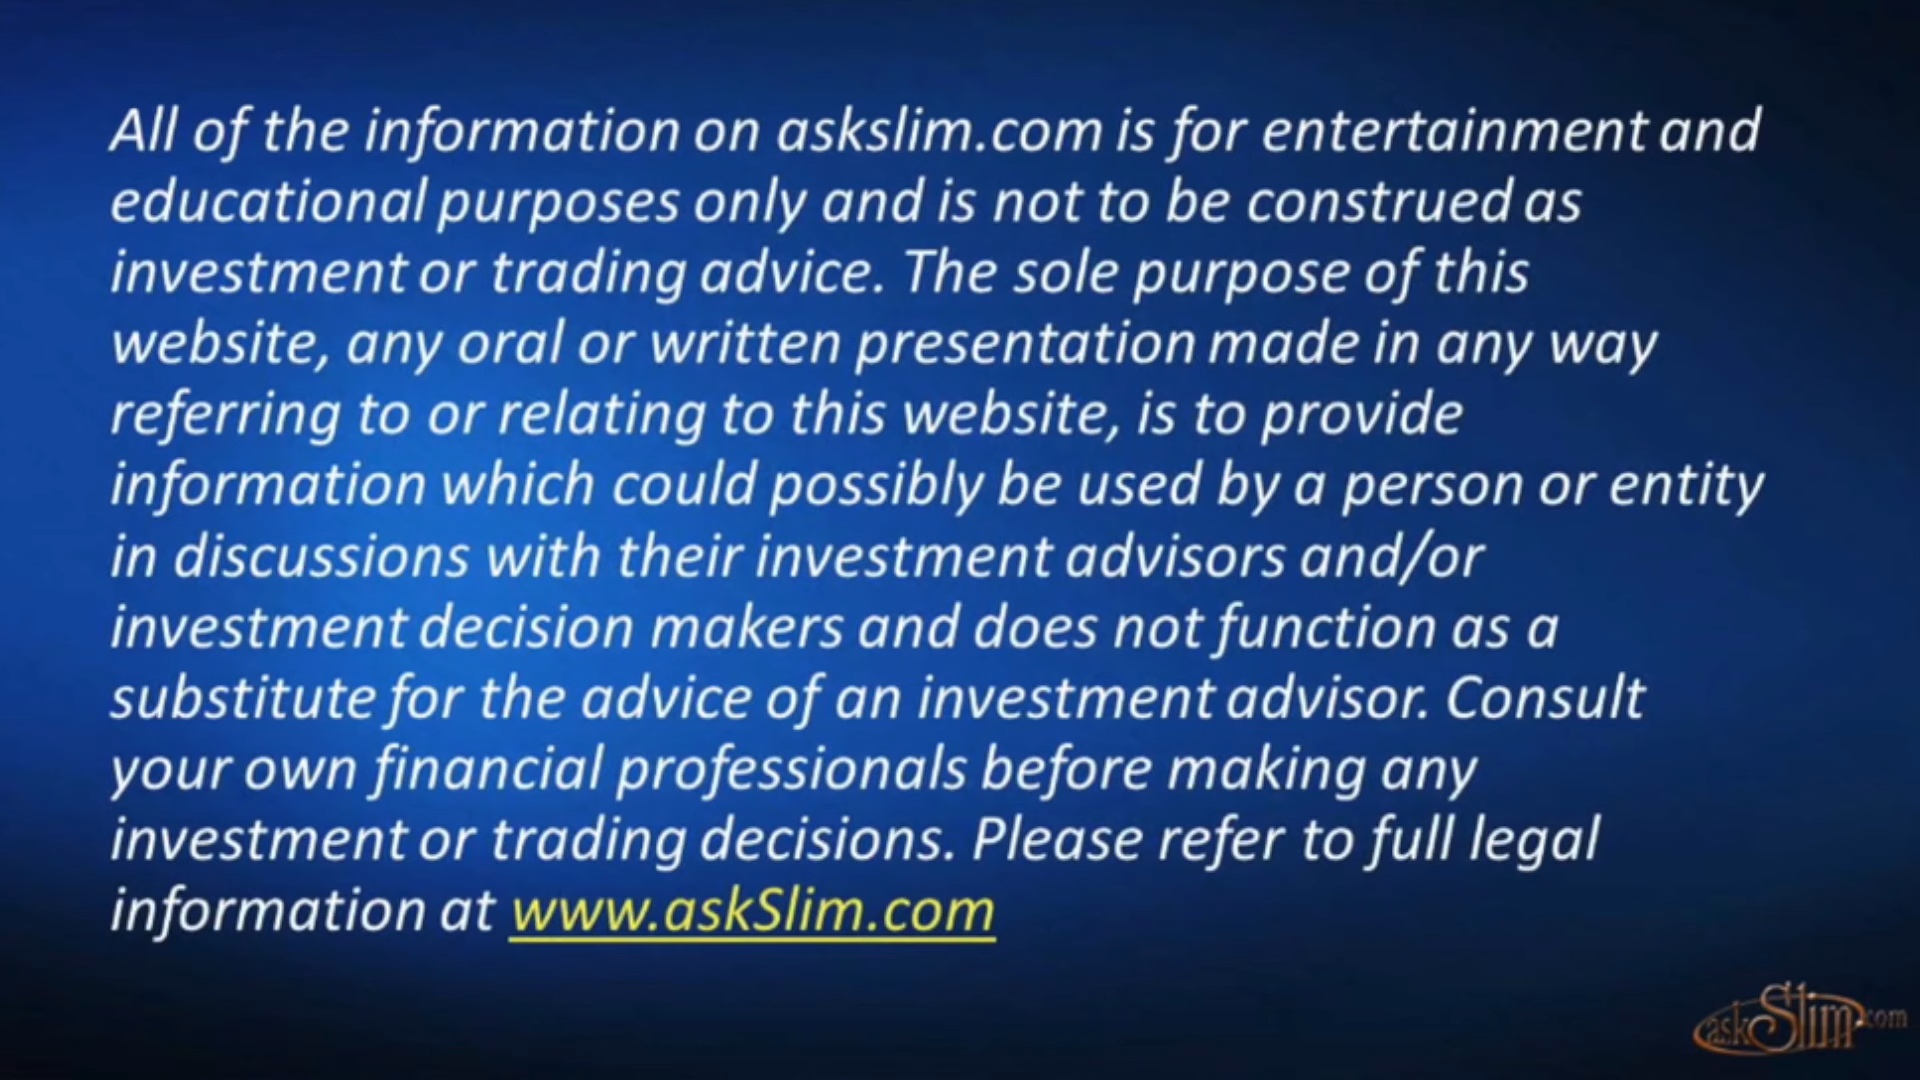 All of the information on askslim.com is for entertainment and
educational purposes only and is not to be construed as
investment or trading advice. The sole purpose of this
website, any oral or written presentation made in any way
referring to or relating to this website, is to provide
information which could possibly be used by a person or entity
in discussions with their investment advisors and/or
investment decision makers and does not function as a
substitute for the advice of an investment advisor. Consult
your own financial professionals before making any
investment or trading decisions. Please refer to full legal
information at www.askSlim.com
askSlim.com